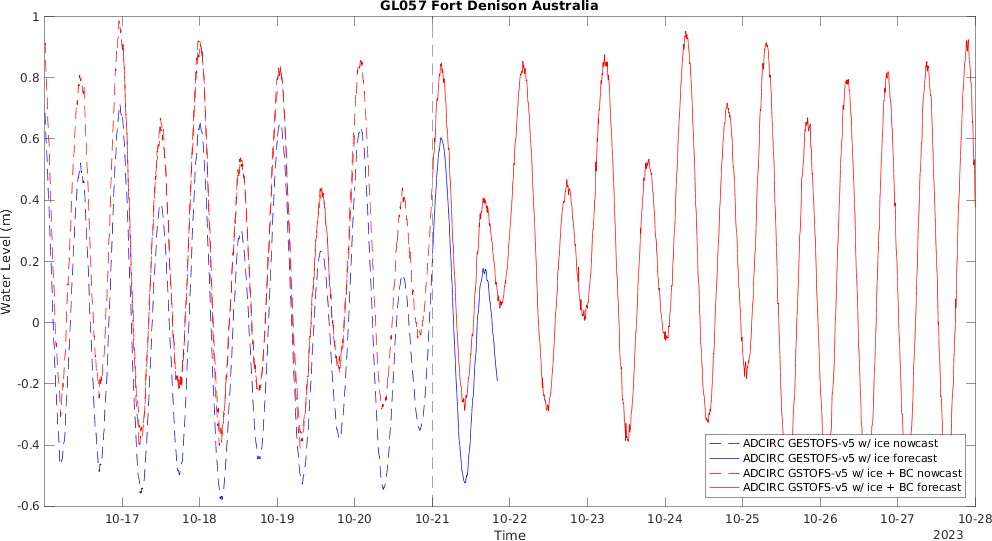 GL057 Fort Denison Australia
1
0.8
0.6
0.4
0.2
0
-0.2
-0.4
-0.6
Water Level (m)
10-17 10-18 10-19 10-20 10-21 10-22 10-23 10-24 10-25 10-26 10-27 10-28
Time
2023
ADCIRC GESTOFS-v5 w/ ice nowcast
ADCIRC GESTOFS-v5 w/ ice forecast
ADCIRC GSTOFS-v5 w/ ice + BC nowcast
ADCIRC GSTOFS-v5 w/ ice + BC forecast